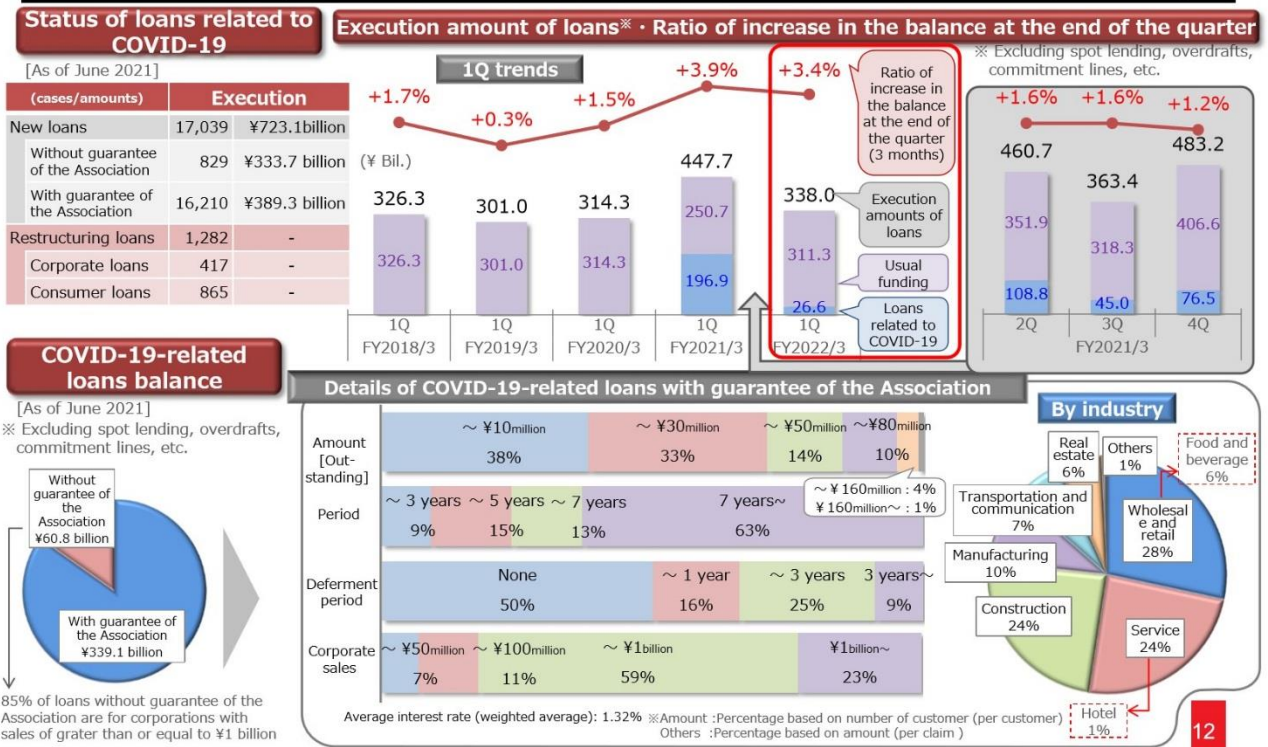 Status of loans related to
COVID-19
[As of June 2021]
(cases/amounts) Execution
New loans 17,039 ¥723.1billion
Without guarantee
of the Association 829 ¥333.7 billion
With guarantee of
the Association 16,210 ¥389.3 billion
Restructuring loans 1,282 -
Corporate loans 417 -
Consumer loans 865 -
Execution amount of loans※・Ratio of increase in the balance at the end of the quarter
※ Excluding spot lending, overdrafts,
commitment lines, etc.
1Q trends
+1.7%
+0.3%
+1.5%
+3.9%
+3.4%
(¥ Bil.)
326.3
301.0
314.3
447.7
338.0
326.3
301.0
314.3
250.7
196.9
311.3
26.6
1Q 1Q 1Q 1Q 1Q
FY2018/3 FY2019/3 FY2020/3 FY2021/3 FY2022/3
Ratio of
increase in
the balance
at the end of
the quarter
(3 months)
Execution
amounts of
loans
Usual
funding
Loans
related to
COVID-19
+1.6% +1.6% +1.2%
460.7
363.4
483.2
351.9
318.3
406.6
108.8
45.0
76.5
2Q 3Q 4Q
FY2021/3
COVID-19-related
loans balance
[As of June 2021]
※ Excluding spot lending, overdrafts,
commitment lines, etc.
Without
guarantee of
the
Association
¥60.8 billion
With guarantee of
the Association
¥339.1 billion
85% of loans without guarantee of the
Association are for corporations with
sales of grater than or equal to ¥1 billion
Details of COVID-19-related loans with guarantee of the Association
Amount
[Out-
standing]
～ ¥10million ～ ¥30million ～ ¥50million ～¥80million
38% 33% 14% 10%
～ ¥ 160million : 4%
¥ 160million～ : 1%
Period
～ 3 years ～ 5 years ～ 7 years 7 years~
9% 15% 13% 63%
Deferment
period
None ～ 1 year ～ 3 years 3 years～
50% 16% 25% 9%
Corporate
sales
～ ¥50million ～ ¥100million ～ ¥1billion ¥1billion～
7% 11% 59% 23%
Average interest rate (weighted average): 1.32% ※Amount :Percentage based on number of customer (per customer)
Others :Percentage based on amount (per claim )
By industry
Real
estate
6%
Others
1%
Food and
beverage
6%
Transportation and
communication
7%
Wholesal
e and
retail
28%
Manufacturing
10%
Construction
24%
Service
24%
Hotel
1%
12